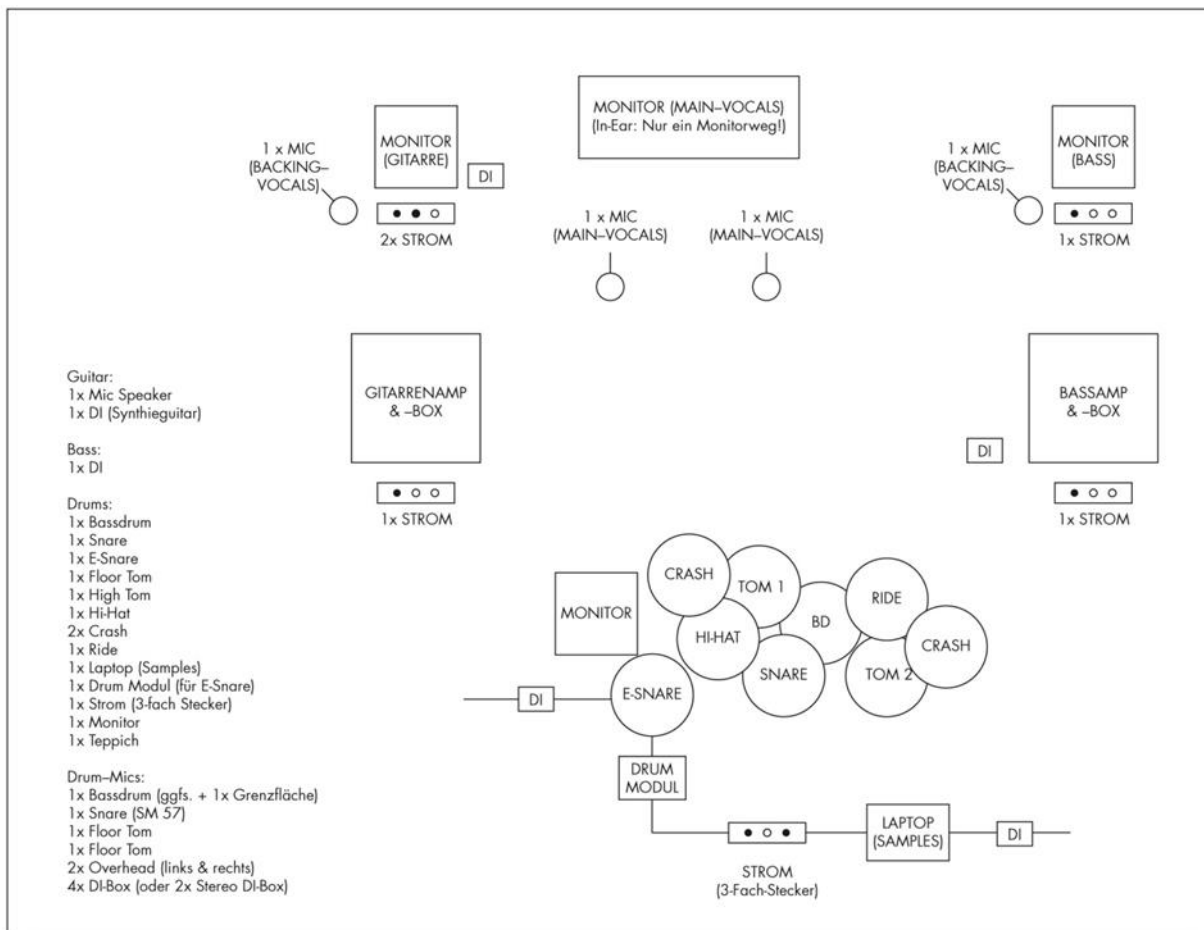 MONITOR (MAIN–VOCALS)
(In-Ear: Nur ein Monitorweg!)
1 x MIC
(BACKING–
VOCALS)
MONITOR
(GITARRE)
DI
2x STROM
1 x MIC
(MAIN–VOCALS)
1 x MIC
(MAIN–VOCALS)
1 x MIC
(BACKING–
VOCALS)
MONITOR
(BASS)
1x STROM
GITARRENAMP
& –BOX
1x STROM
BASSAMP
& –BOX
DI
1x STROM
Guitar:
1x Mic Speaker
1x DI (Synthieguitar)
Bass:
1x DI
Drums:
1x Bassdrum
1x Snare
1x E-Snare
1x Floor Tom
1x High Tom
1x Hi-Hat
2x Crash
1x Ride
1x Laptop (Samples)
1x Drum Modul (für E-Snare)
1x Strom (3-fach Stecker)
1x Monitor
1x Teppich
Drum–Mics:
1x Bassdrum (ggfs. + 1x Grenzfläche)
1x Snare (SM 57)
1x Floor Tom
1x Floor Tom
2x Overhead (links & rechts)
4x DI-Box (oder 2x Stereo DI-Box)
MONITOR
CRASH
TOM 1
RIDE
HI-HAT
BD
CRASH
SNARE
TOM 2
E-SNARE
DI
DRUM
MODUL
STROM
(3-Fach-Stecker)
LAPTOP
(SAMPLES)
DI